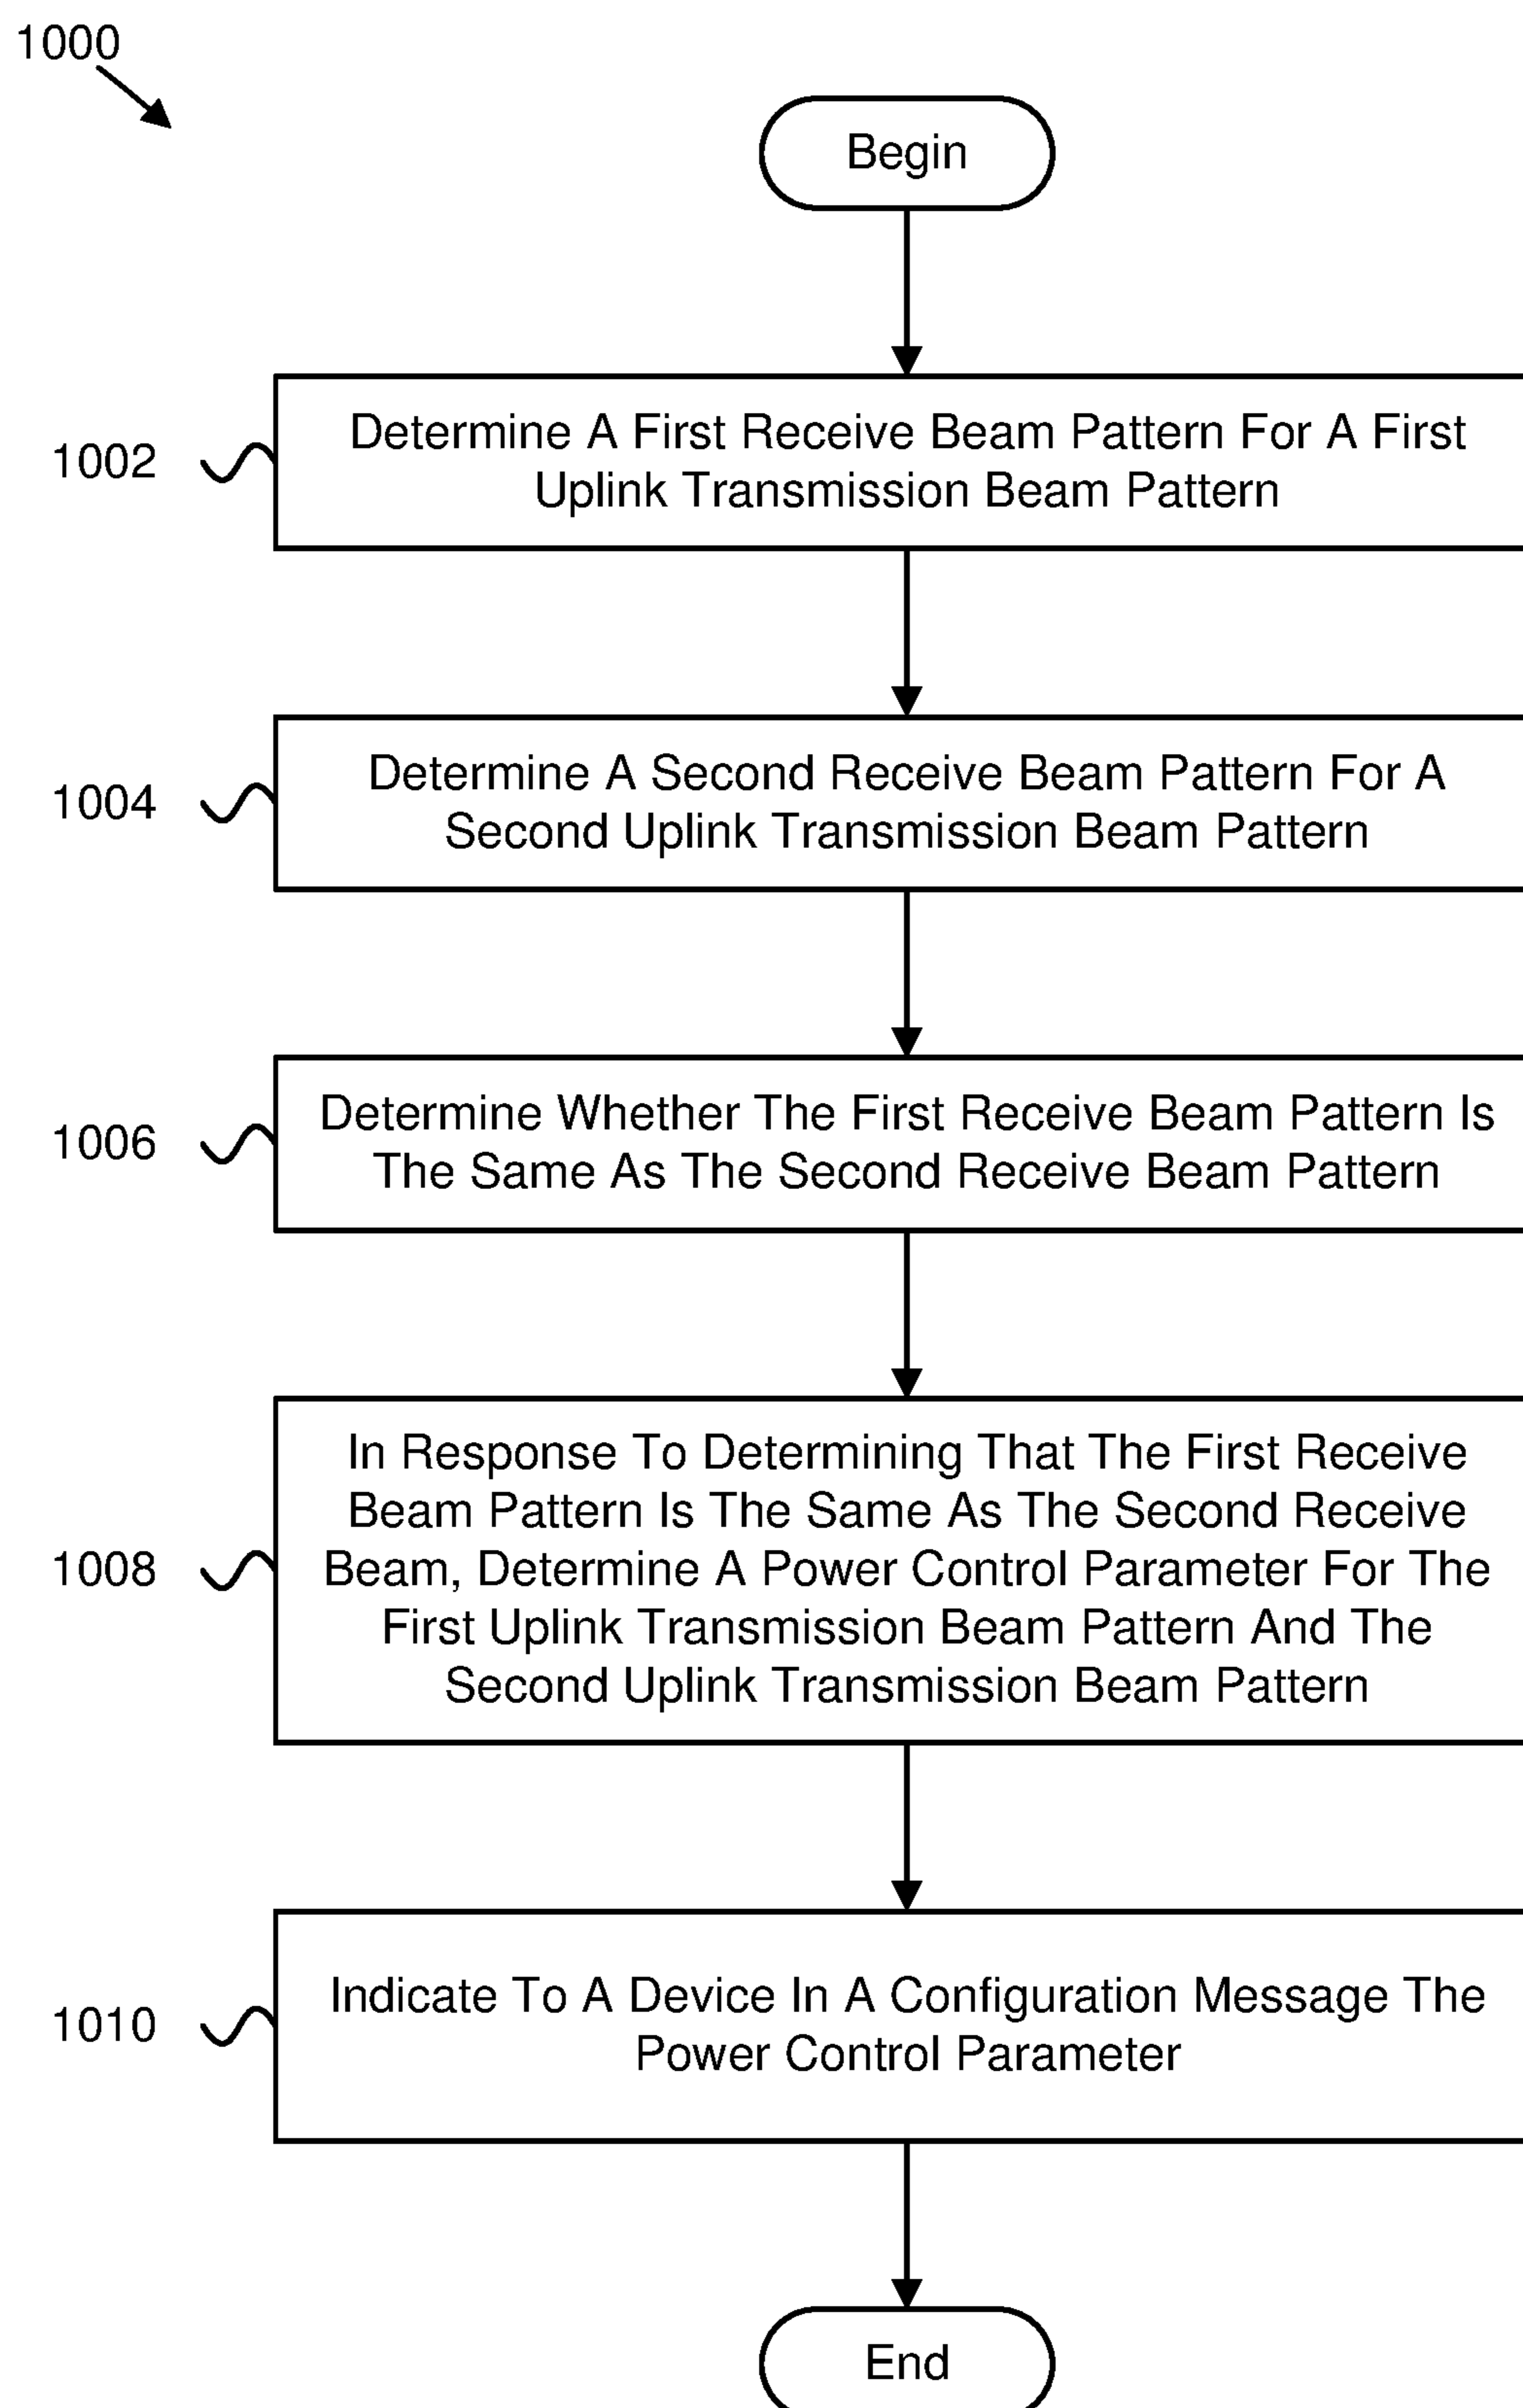 1000
Begin
1002
Determine A First Receive Beam Pattern For A First
Uplink Transmission Beam Pattern
1004
Determine A Second Receive Beam Pattern For A
Second Uplink Transmission Beam Pattern
1006
Determine Whether The First Receive Beam Pattern Is
The Same As The Second Receive Beam Pattern
1008
In Response To Determining That The First Receive
Beam Pattern Is The Same As The Second Receive
Beam, Determine A Power Control Parameter For The
First Uplink Transmission Beam Pattern And The
Second Uplink Transmission Beam Pattern
1010
Indicate To A Device In A Configuration Message The
Power Control Parameter
End